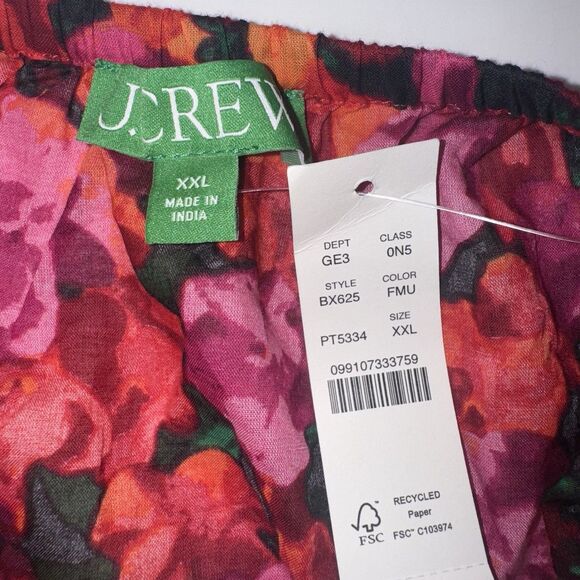 J.CREW
XXL
MADE IN
INDIA
DEPT CLASS
GE3 0N5
STYLE COLOR
BX625 FMU
SIZE
PT5334 XXL
099107333759
RECYCLED
Paper
FSC
FSC™ C103974